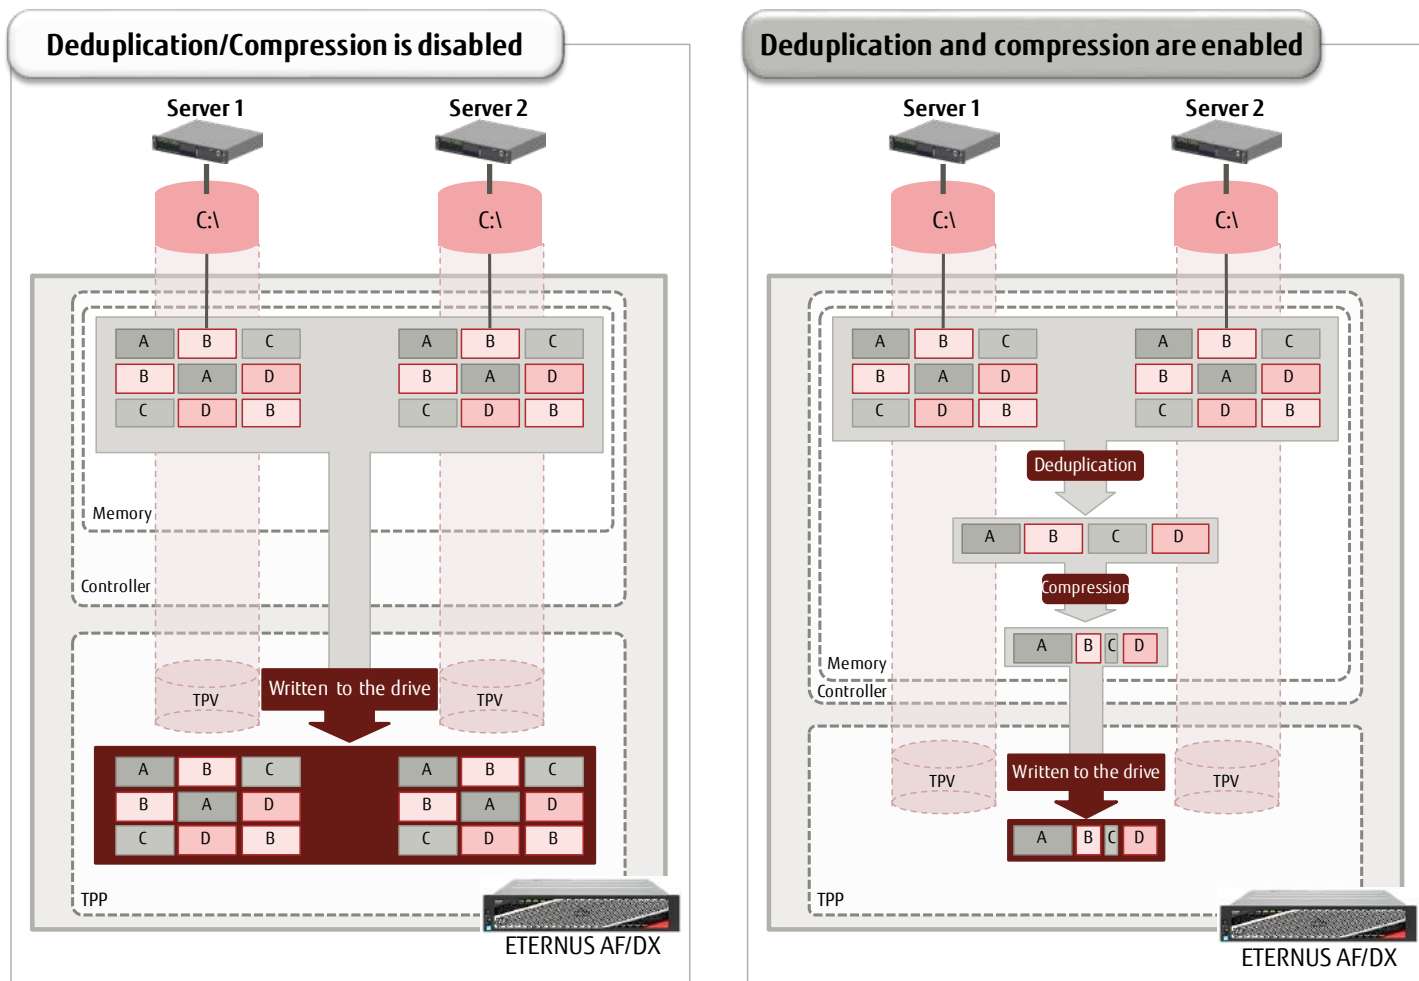 Deduplication/Compression is disabled
Server 1 Server 2
C:\ C:\
A B C A B C
B A D B A D
C D B C D B
Memory
Controller
Written to the drive
TPV TPV
A B C A B C
B A D B A D
C D B C D B
TPP
ETERNUS AF/DX
Deduplication and compression are enabled
Server 1 Server 2
C:\ C:\
A B C A B C
B A D B A D
C D B C D B
Deduplication
A B C D
Compression
A B C D
Memory
Controller
Written to the drive
TPV TPV
A B C D
TPP
ETERNUS AF/DX